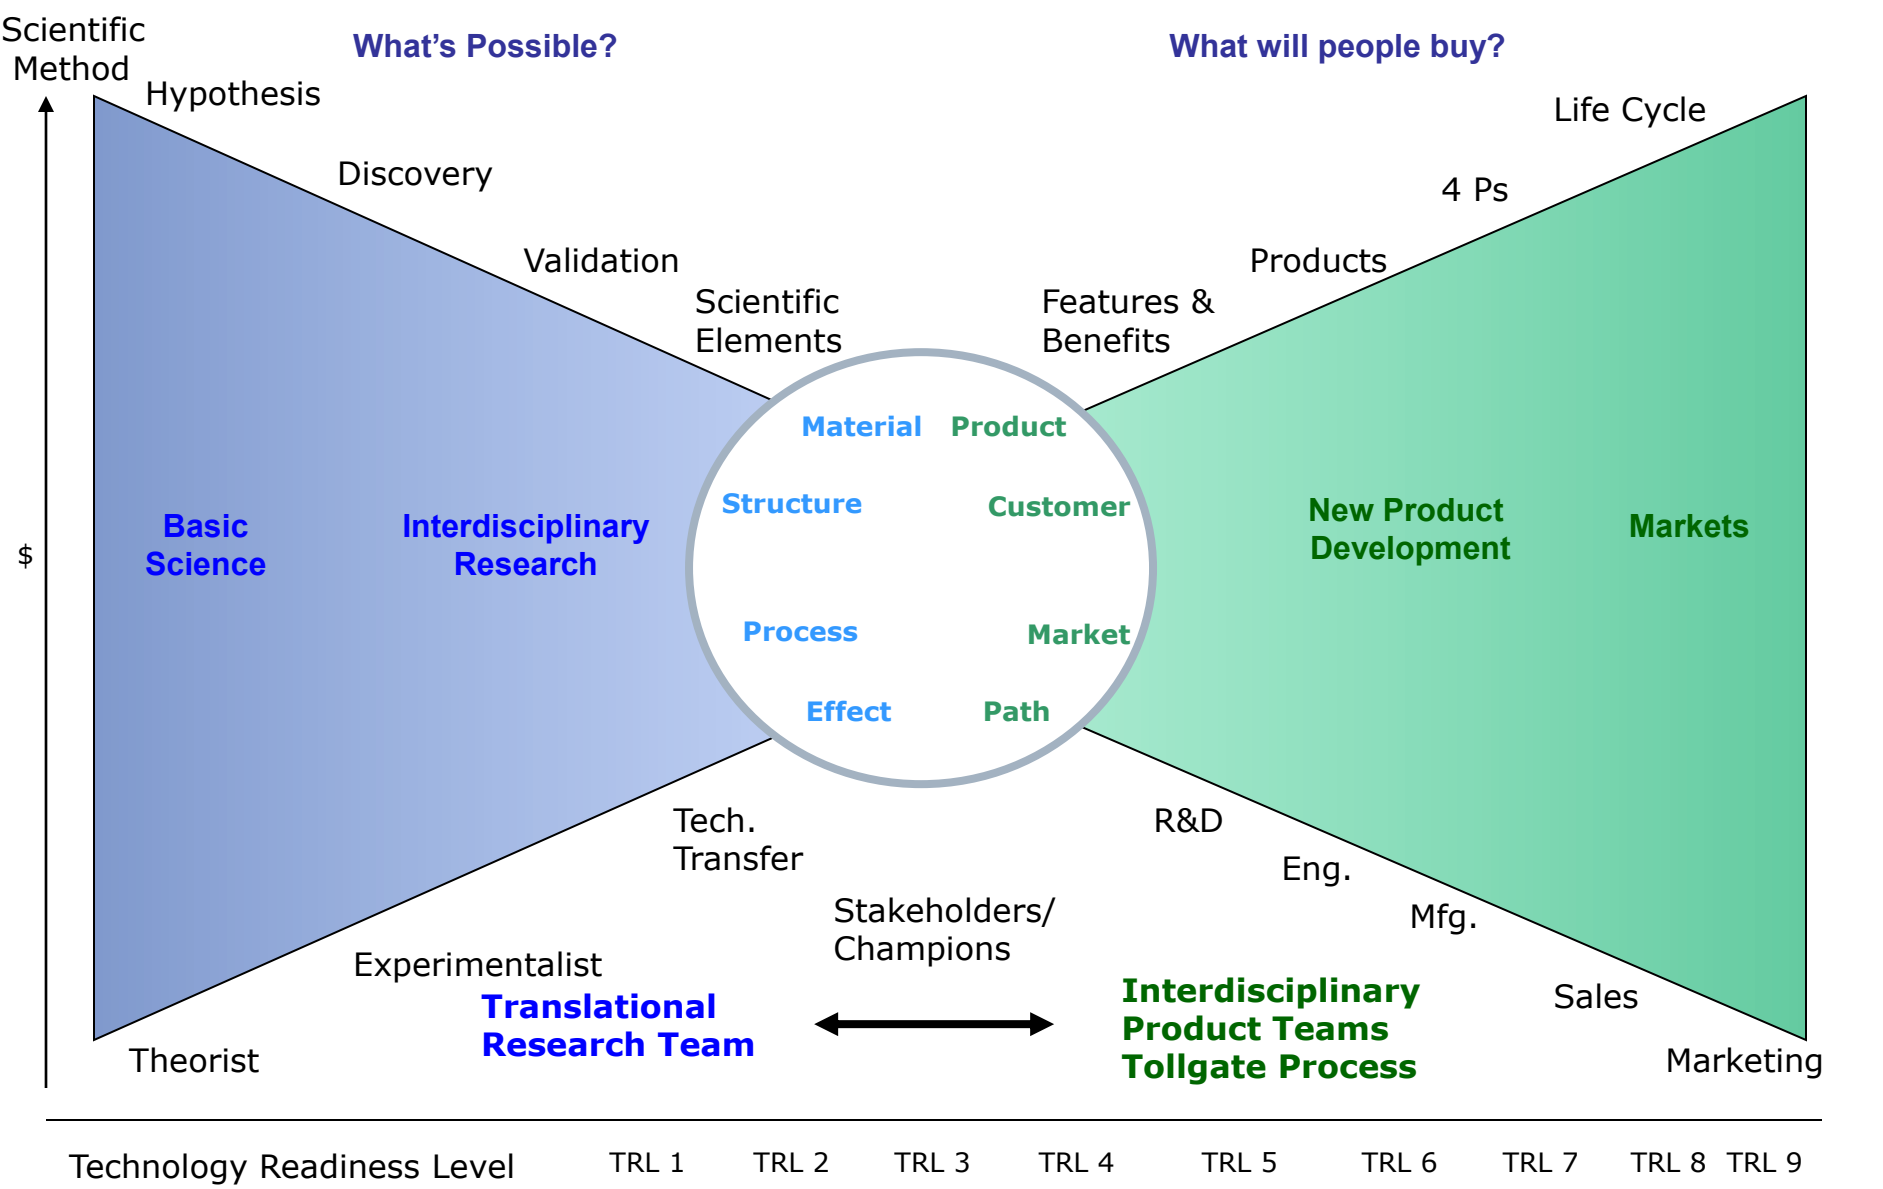 Scientific
Method
What's Possible?
What will people buy?
Hypothesis
Life Cycle
Discovery
4 Ps
Validation
Products
Scientific
Elements
Features &
Benefits
Material
Product
Structure
Customer
Basic
Science
Interdisciplinary
Research
New Product
Development
Markets
$
Process
Market
Effect
Path
Tech.
Transfer
R&D
Eng.
Stakeholders/
Champions
Mfg.
Experimentalist
Translational
Research Team
Interdisciplinary
Product Teams
Tollgate Process
Sales
Theorist
Marketing
Technology Readiness Level
TRL 1
TRL 2
TRL 3
TRL 4
TRL 5
TRL 6
TRL 7
TRL 8
TRL 9